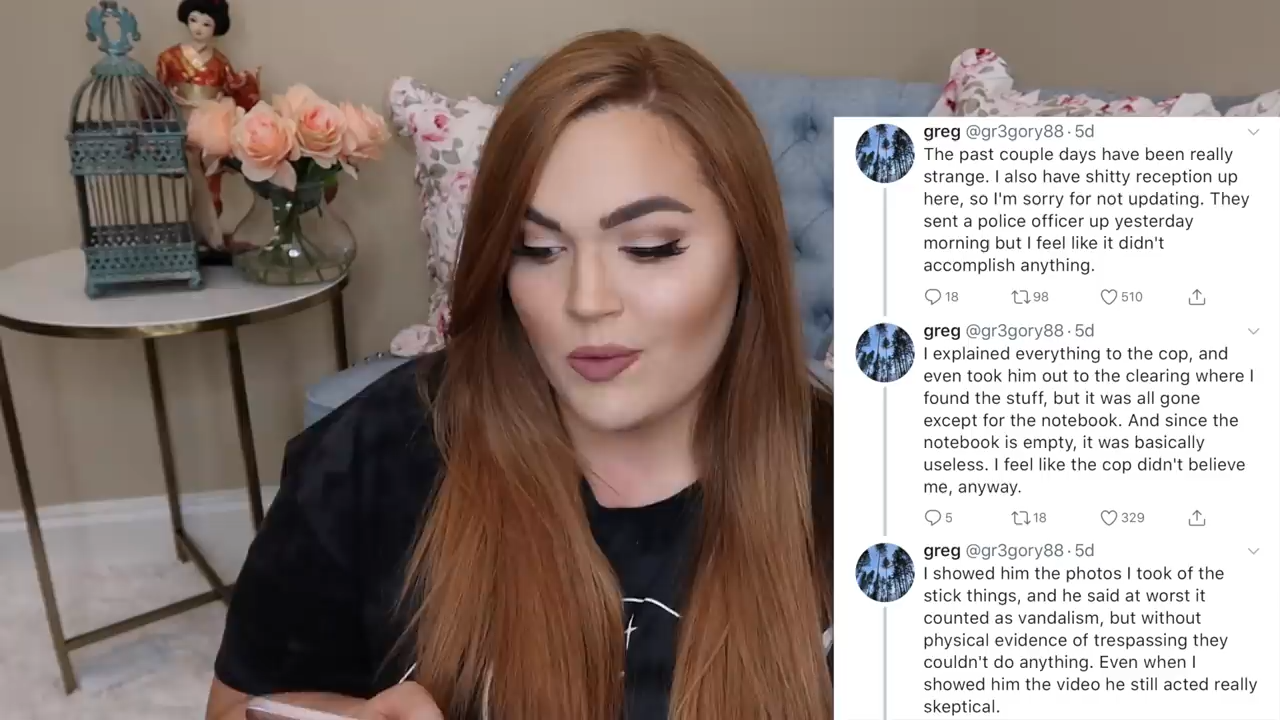 greg @gr3gory88 · 5d
The past couple days have been really
strange. I also have shitty reception up
here, so I'm sorry for not updating. They
sent a police officer up yesterday
morning but I feel like it didn't
accomplish anything.
18 98 510
greg @gr3gory88 · 5d
I explained everything to the cop, and
even took him out to the clearing where I
found the stuff, but it was all gone
except for the notebook. And since the
notebook is empty, it was basically
useless. I feel like the cop didn't believe
me, anyway.
5 18 329
greg @gr3gory88 · 5d
I showed him the photos I took of the
stick things, and he said at worst it
counted as vandalism, but without
physical evidence of trespassing they
couldn't do anything. Even when I
showed him the video he still acted really
skeptical.